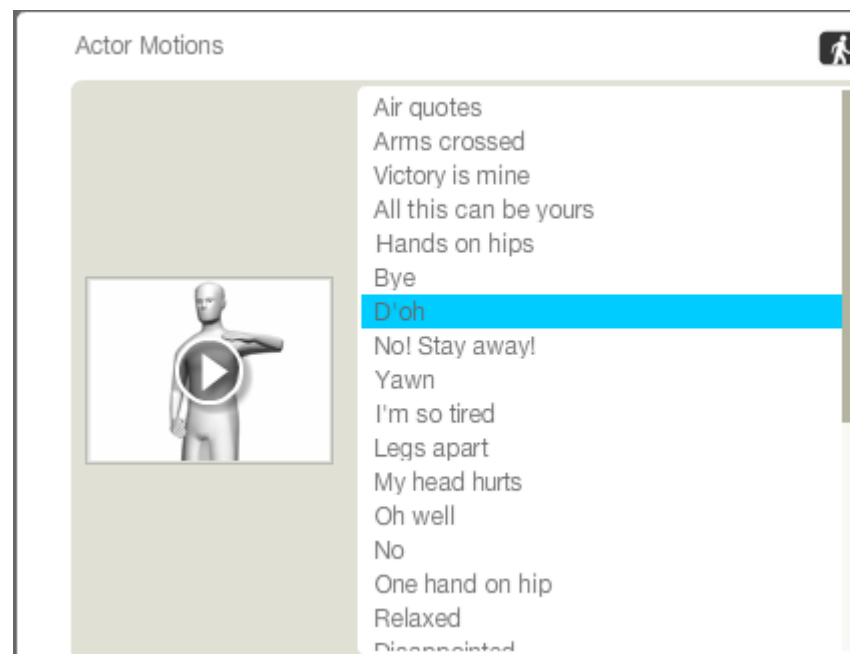 Actor Motions
Air quotes
Arms crossed
Victory is mine
All this can be yours
Hands on hips
Bye
D'oh
No! Stay away!
Yawn
I'm so tired
Legs apart
My head hurts
Oh well
No
One hand on hip
Relaxed
Disappointed